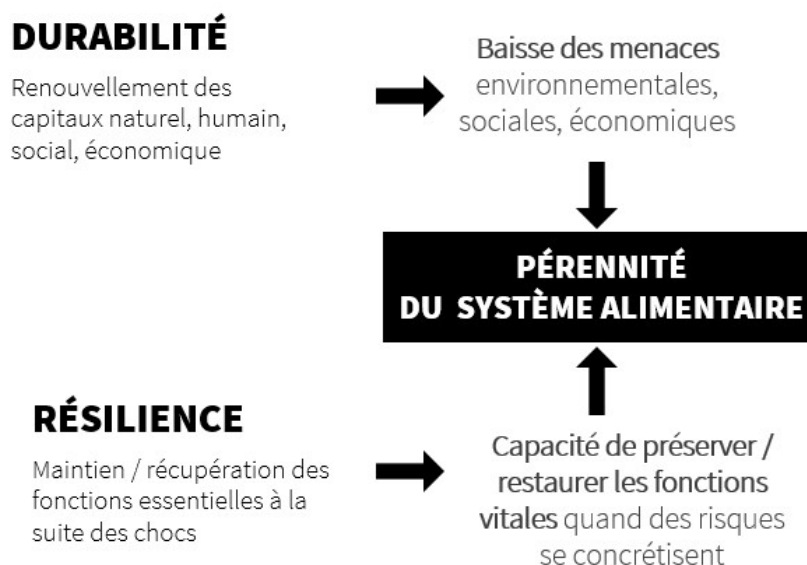 DURABILITÉ
Renouvellement des
capitaux naturel, humain,
social, économique
Baisse des menaces
environnementales,
sociales, économiques
PÉRENNITÉ
DU SYSTÈME ALIMENTAIRE
RÉSILIENCE
Maintien / récupération des
fonctions essentielles à la
suite des chocs
Capacité de préserver /
restaurer les fonctions
vitales quand des risques
se concrétisent